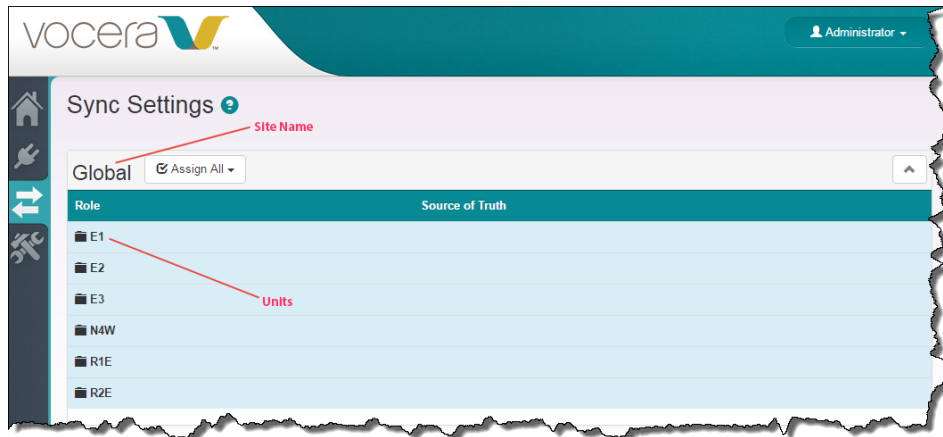 vocera
Administrator
Sync Settings ?
Site Name
Global Assign All
Role Source of Truth
E1
E2
E3
Units
N4W
R1E
R2E